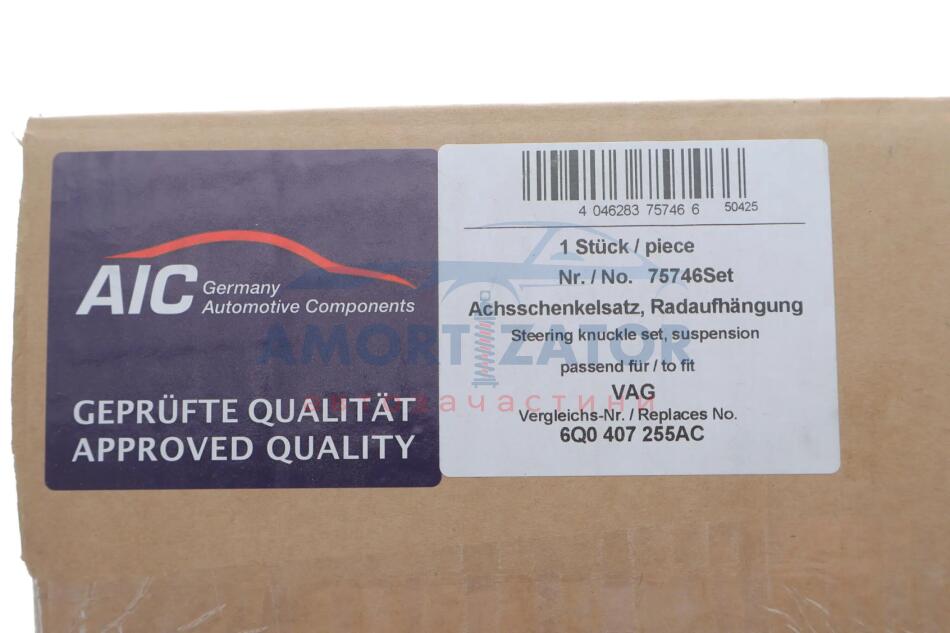 AIC
Germany
Automotive Components
GEPRÜFTE QUALITÄT
APPROVED QUALITY
4 046283 75746 6
50425
1 Stück / piece
Nr. / No. 75746Set
Achsschenkelsatz, Radaufhängung
Steering knuckle set, suspension
passend für / to fit
VAG
Vergleichs-Nr. / Replaces No.
6Q0 407 255AC
AMORTIZATOR
автозапчастини